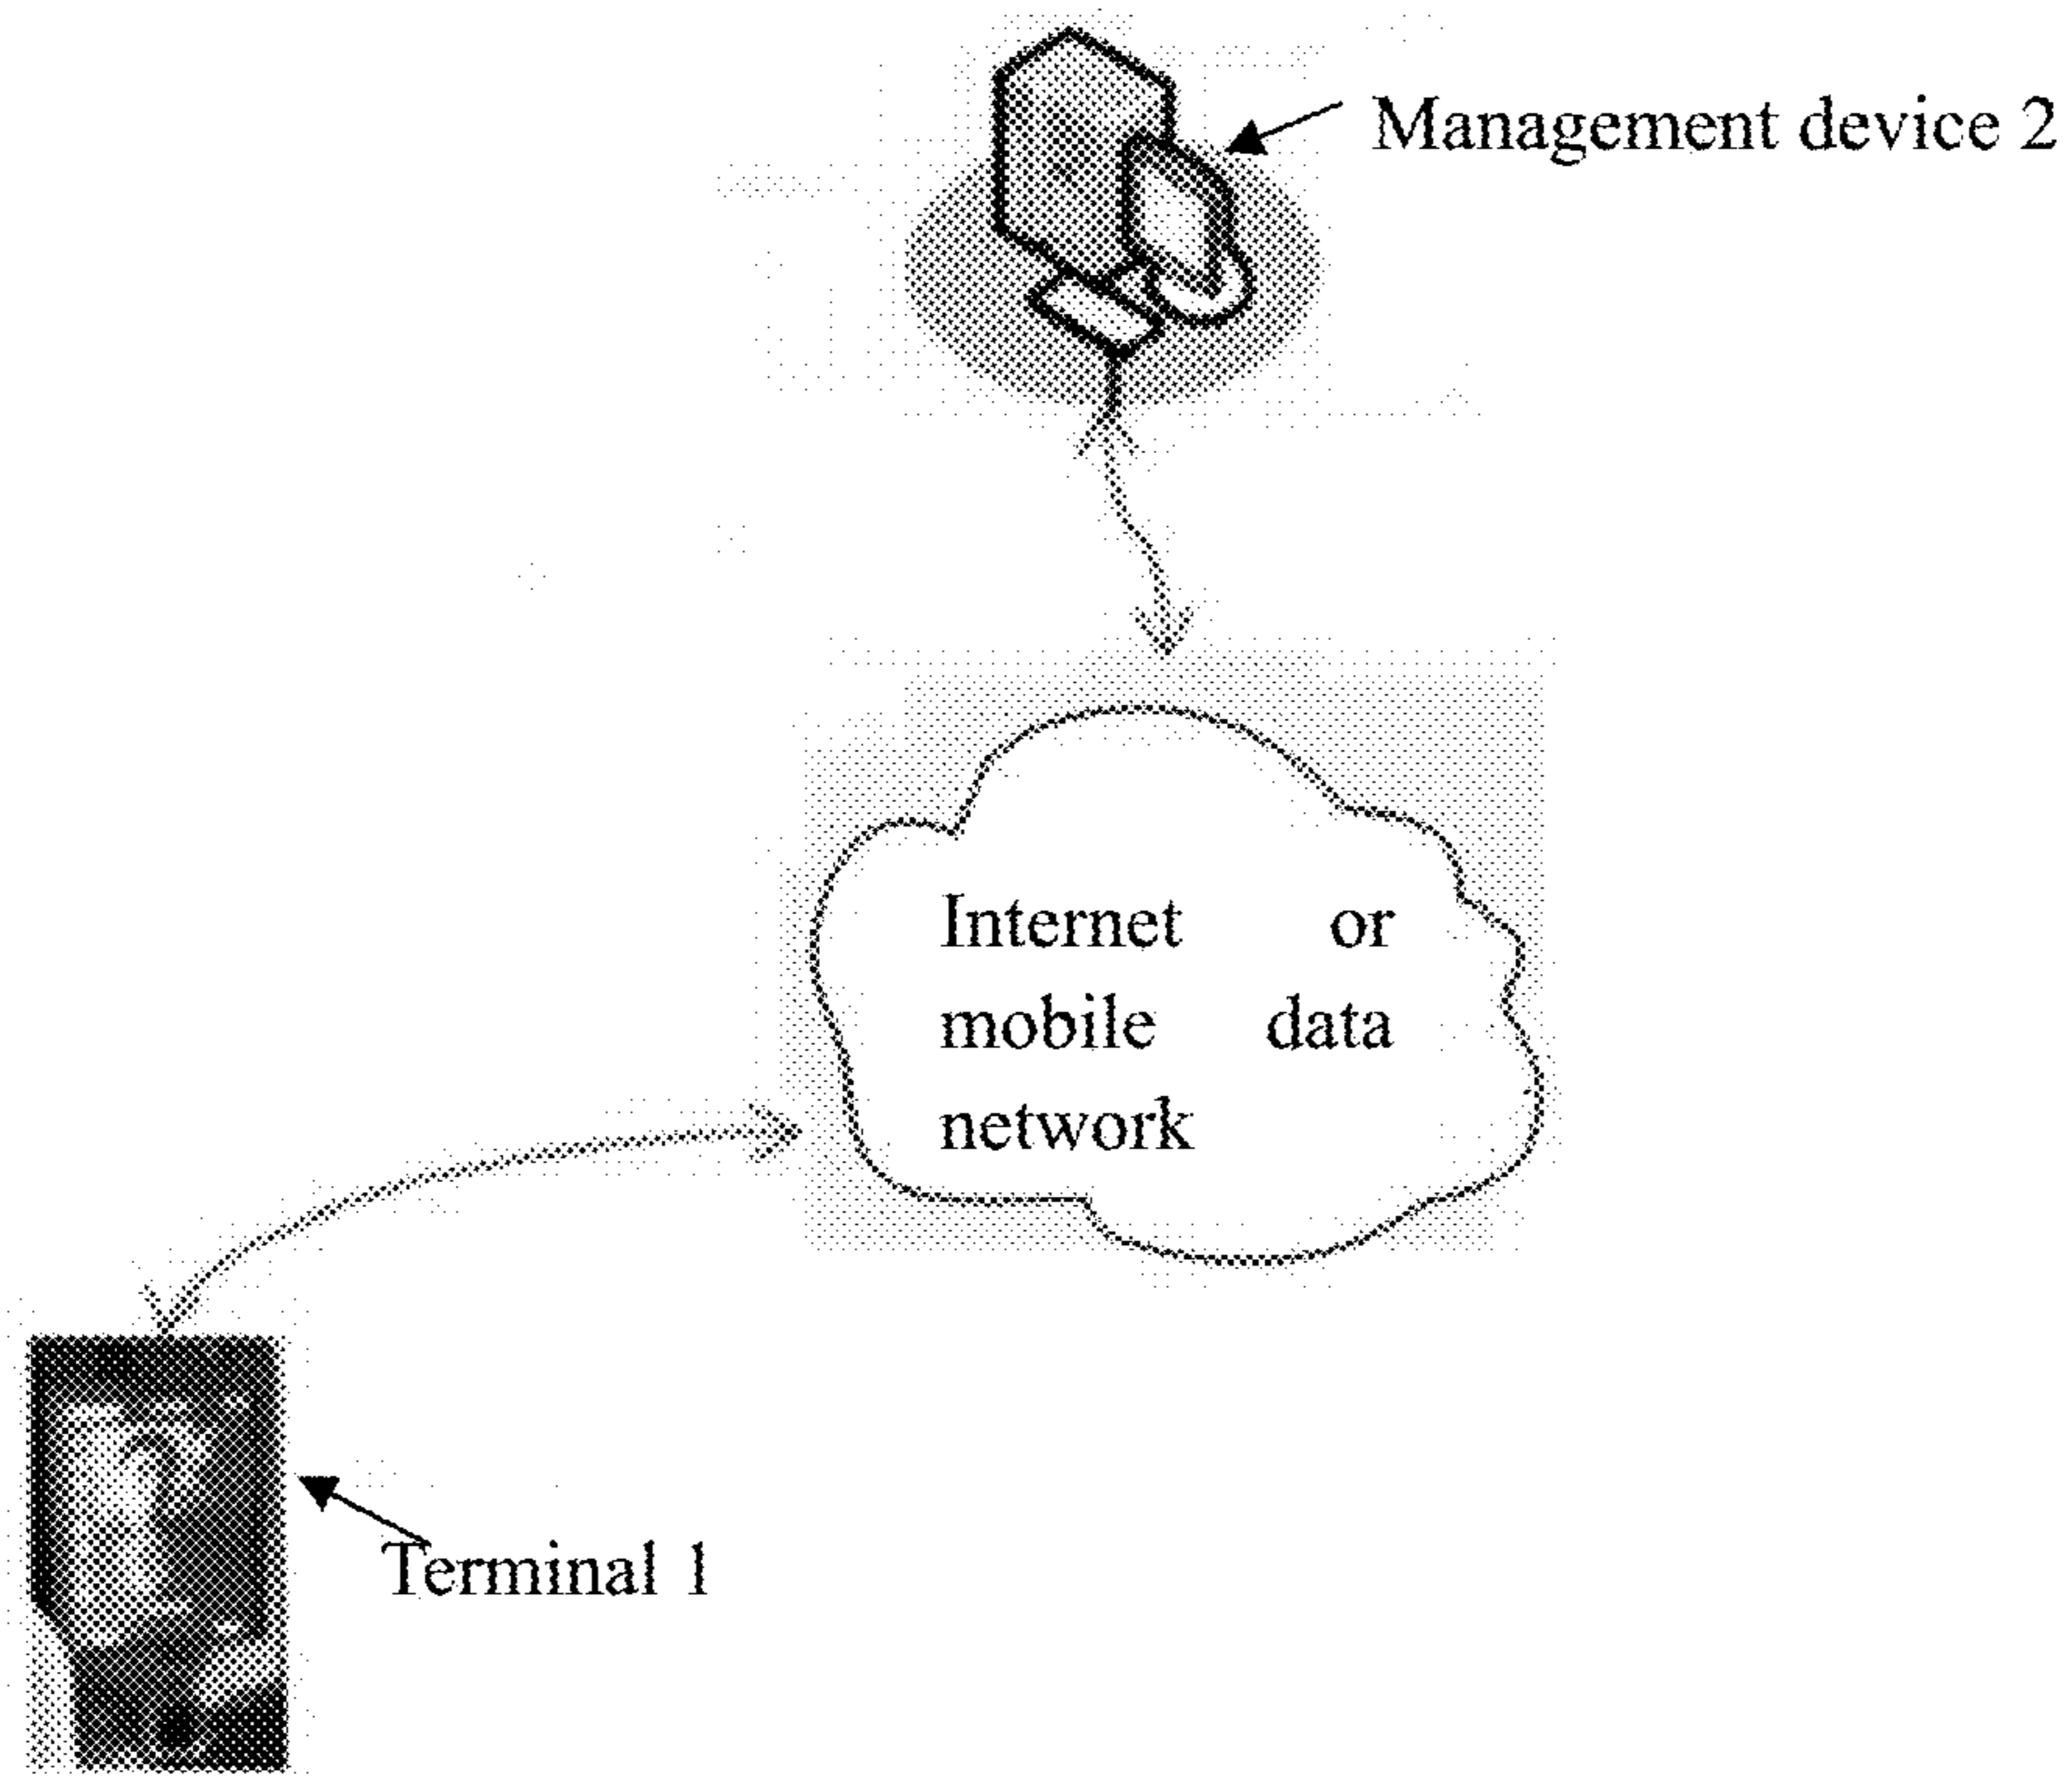 Management device 2
Internet or
mobile data
network
Terminal 1